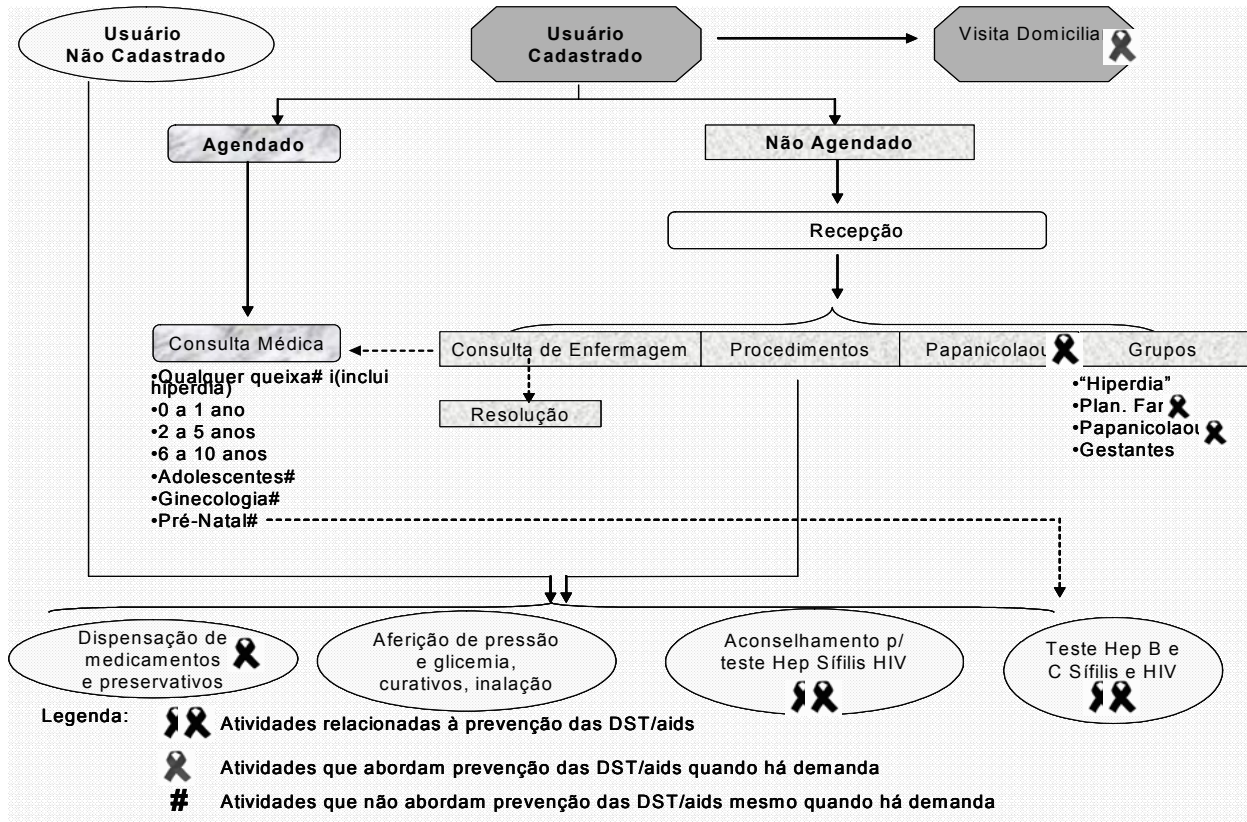 Usuário
Não Cadastrado
Usuário
Cadastrado
Visita Domicilia
Agendado
Não Agendado
Recepção
Consulta Médica
Consulta de Enfermagem
Procedimentos
Papanicolaou
Grupos
Resolução
•Qualquer queixa# i(inclui
hiperdia)
•0 a 1 ano
•2 a 5 anos
•6 a 10 anos
•Adolescentes#
•Ginecologia#
•Pré-Natal#
•“Hiperdia”
•Plan. Far
•Papanicolaou
•Gestantes
Dispensação de
medicamentos
e preservativos
Aferição de pressão
e glicemia,
curativos, inalação
Aconselhamento p/
teste Hep Sífilis HIV
Teste Hep B e
C Sífilis e HIV
Legenda:
Atividades relacionadas à prevenção das DST/aids
Atividades que abordam prevenção das DST/aids quando há demanda
# Atividades que não abordam prevenção das DST/aids mesmo quando há demanda